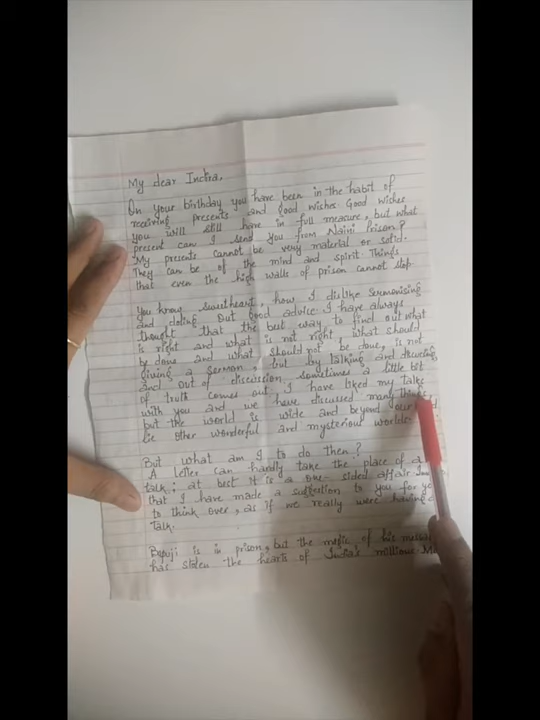 My dear Indira,
On your birthday you have been in the habit of
receiving presents and good wishes Good wishes
you will still have in full measure, but what
present can I send you from Naini Prison?
My presents cannot be very material or solid.
They can be of the mind and spirit Things
that even the high walls of prison cannot stop
You know sweetheart, how I dislike sermonising
and doling out good advice I have always
thought that the best way to find out what
is right and what is not right what should
be done and what should not be done, is not
giving a sermon, but by talking and discussing
and out of discussion sometimes a little bit
of truth comes out I have liked my talks
with you and we have discussed many things
but the world is wide and beyond our
lie other wonderful and mysterious worlds
But what am I to do then?
A letter can hardly take the place of a
talk; at best it is a one-sided affair.
that I have made a suggestion to you for
to think over, as if we really were having a
talk.
Bapuji is in prison, but the magic of his
has stolen the hearts of India's millions.